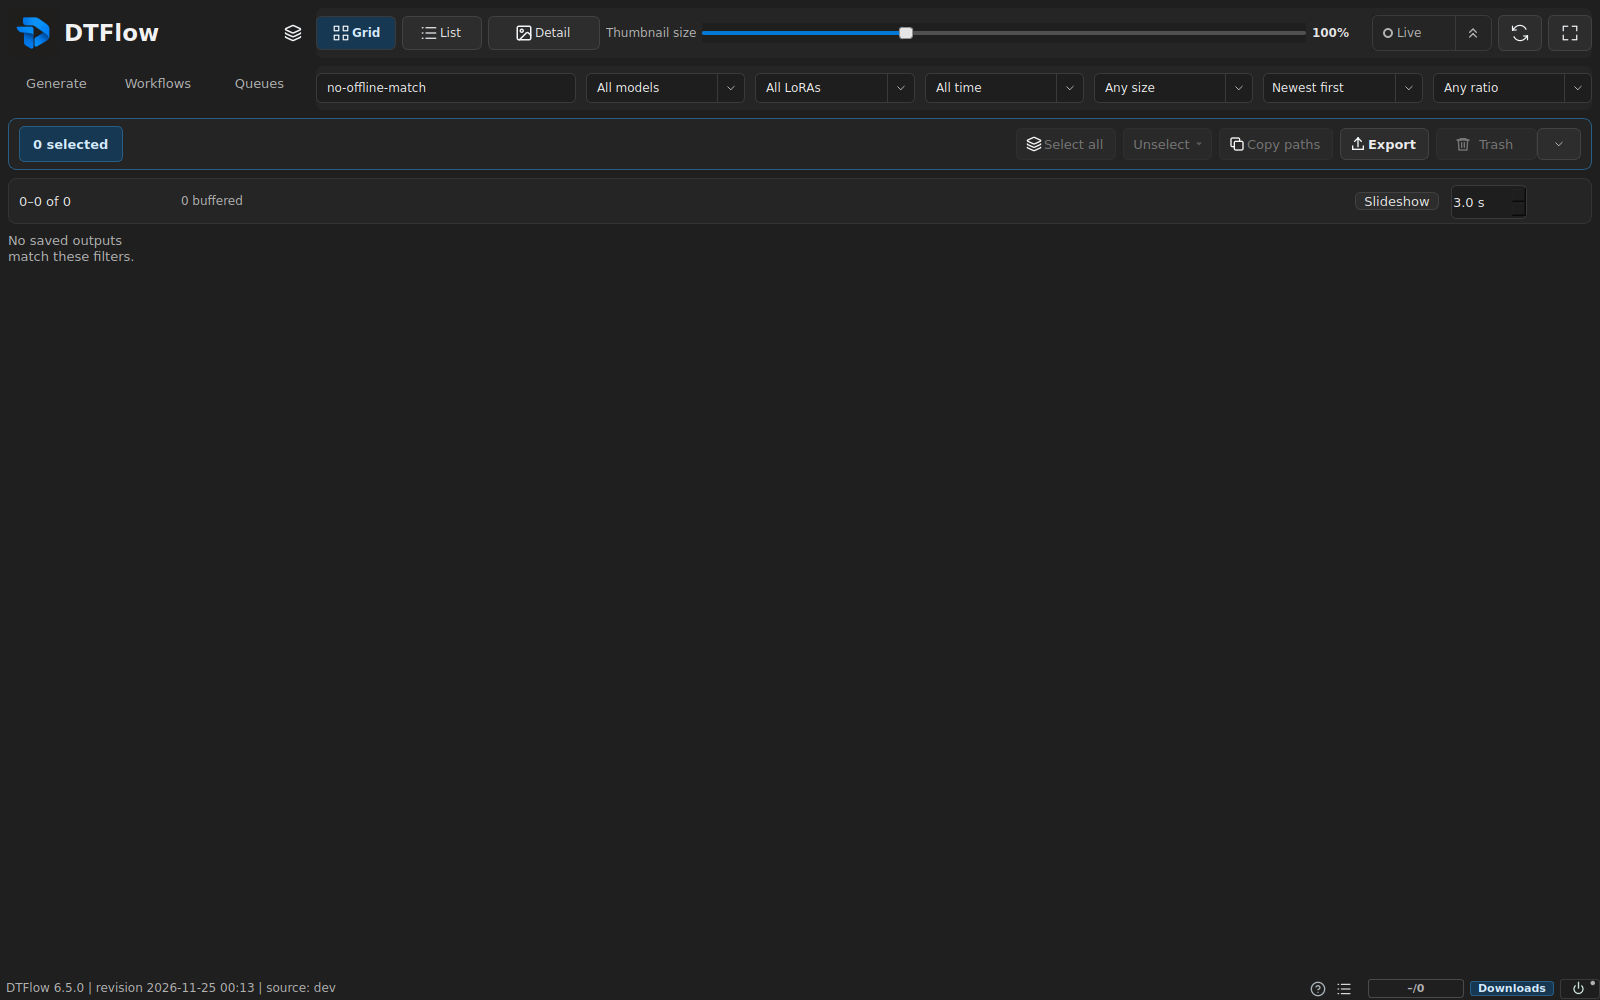 DTFlow
Grid
List
Detail
Thumbnail size
100%
Live
Generate
Workflows
Queues
no-offline-match
All models
All LoRAs
All time
Any size
Newest first
Any ratio
0 selected
Select all
Unselect
Copy paths
Export
Trash
0–0 of 0
0 buffered
Slideshow
3.0 s
No saved outputs
match these filters.
DTFlow 6.5.0 | revision 2026-11-25 00:13 | source: dev
–/0
Downloads